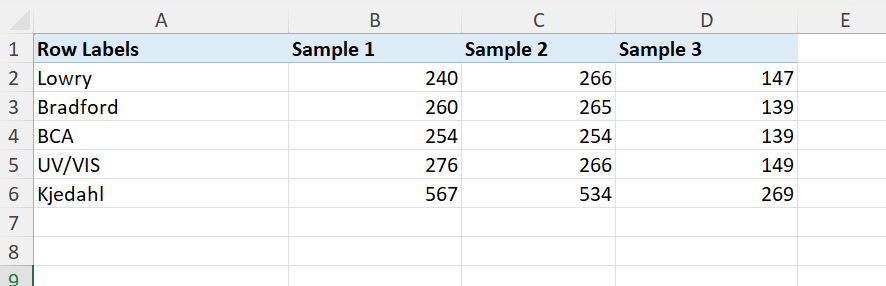 A B C D E
1 Row Labels Sample 1 Sample 2 Sample 3
2 Lowry 240 266 147
3 Bradford 260 265 139
4 BCA 254 254 139
5 UV/VIS 276 266 149
6 Kjedahl 567 534 269
7
8
9